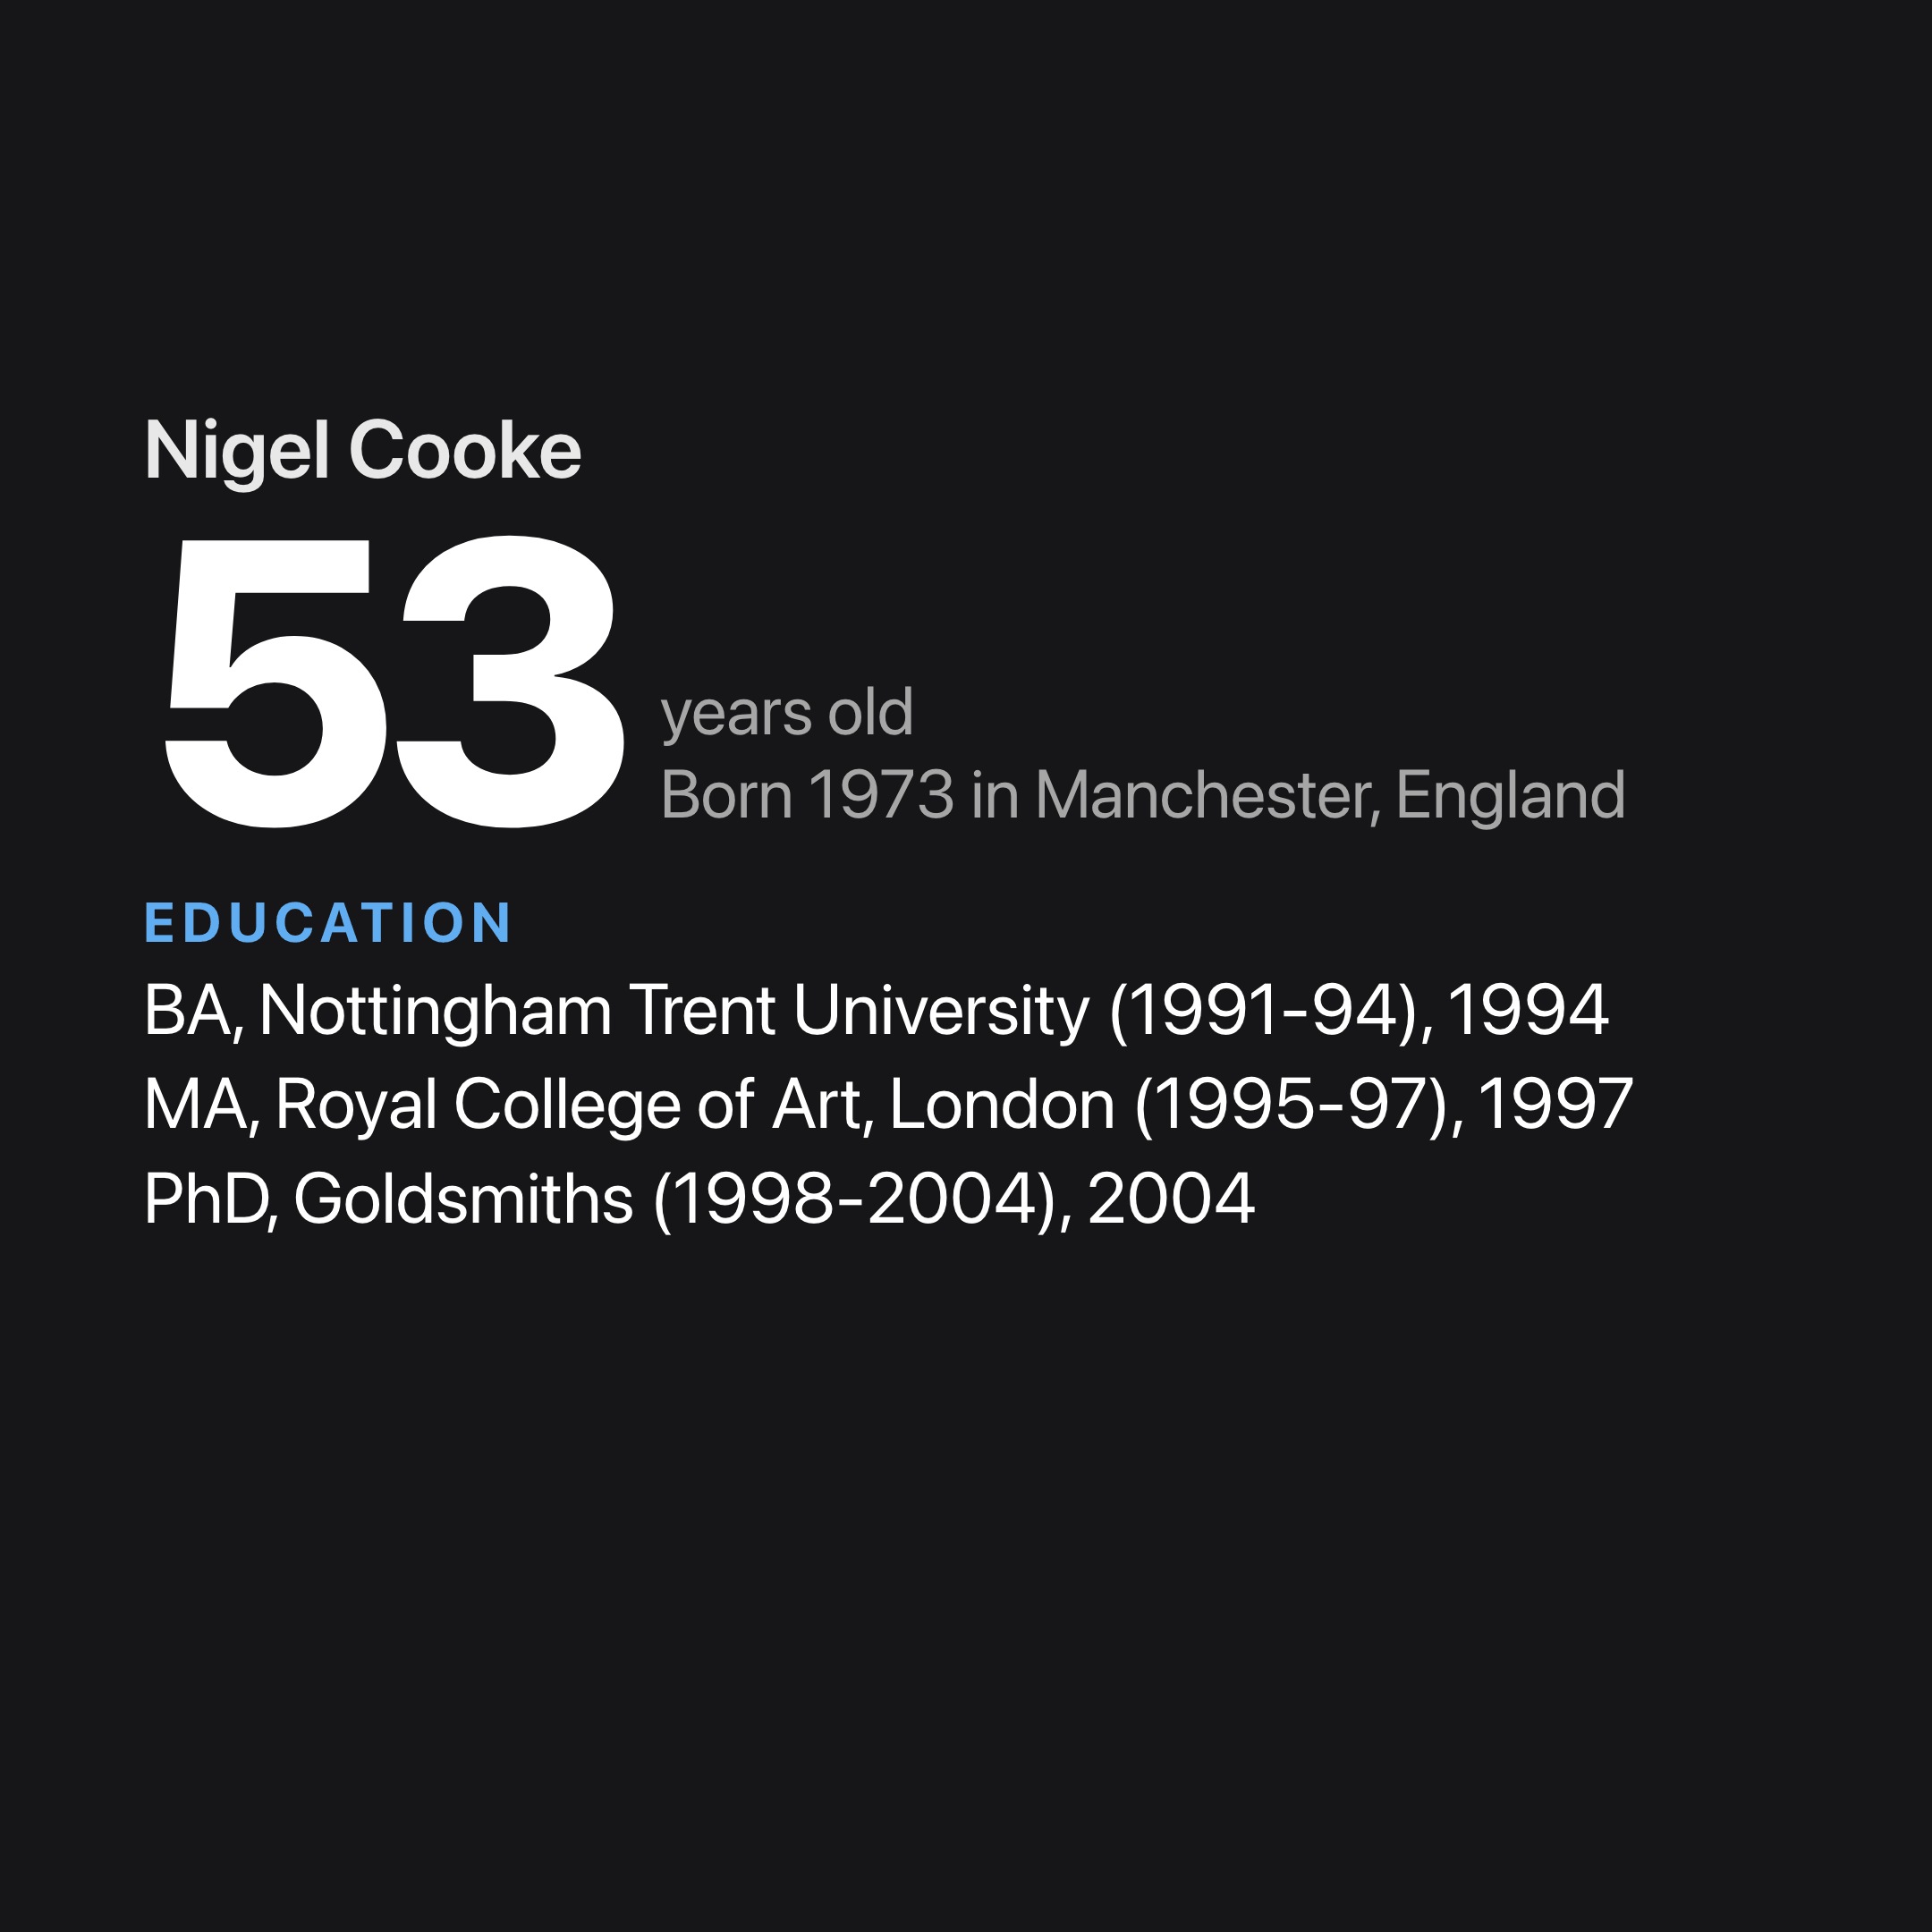 Nigel Cooke
53
years old
Born 1973 in Manchester, England
EDUCATION
BA, Nottingham Trent University (1991-94), 1994
MA, Royal College of Art, London (1995-97), 1997
PhD, Goldsmiths (1998-2004), 2004